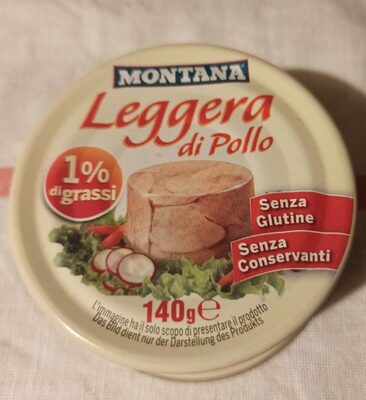 MONTANA
Leggera
di Pollo
1%
di grassi
Senza
Glutine
Senza
Conservanti
140g e
L'immagine ha il solo scopo di presentare il prodotto
Das Bild dient nur der Darstellung des Produkts